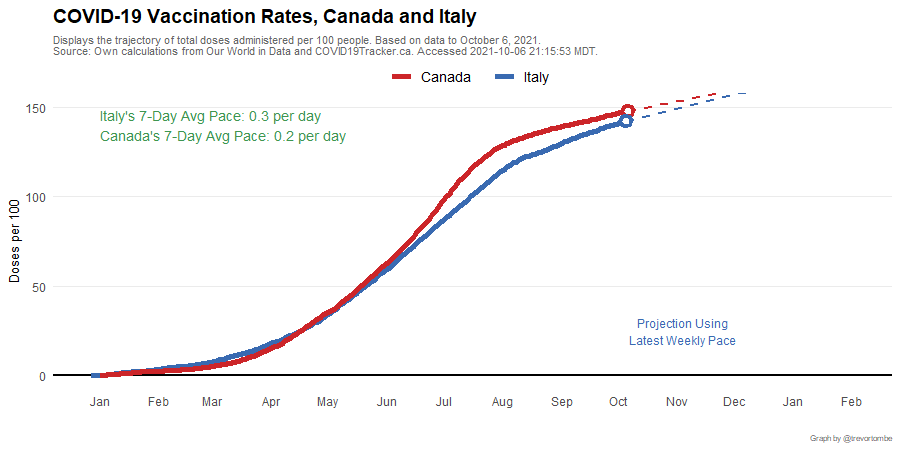 COVID-19 Vaccination Rates, Canada and Italy
Displays the trajectory of total doses administered per 100 people. Based on data to October 6, 2021.
Source: Own calculations from Our World in Data and COVID19Tracker.ca. Accessed 2021-10-06 21:15:53 MDT.
Canada Italy
150
Italy's 7-Day Avg Pace: 0.3 per day
Canada's 7-Day Avg Pace: 0.2 per day
100
Doses per 100
50
Projection Using
Latest Weekly Pace
0
Jan Feb Mar Apr May Jun Jul Aug Sep Oct Nov Dec Jan Feb
Graph by @trevortombe